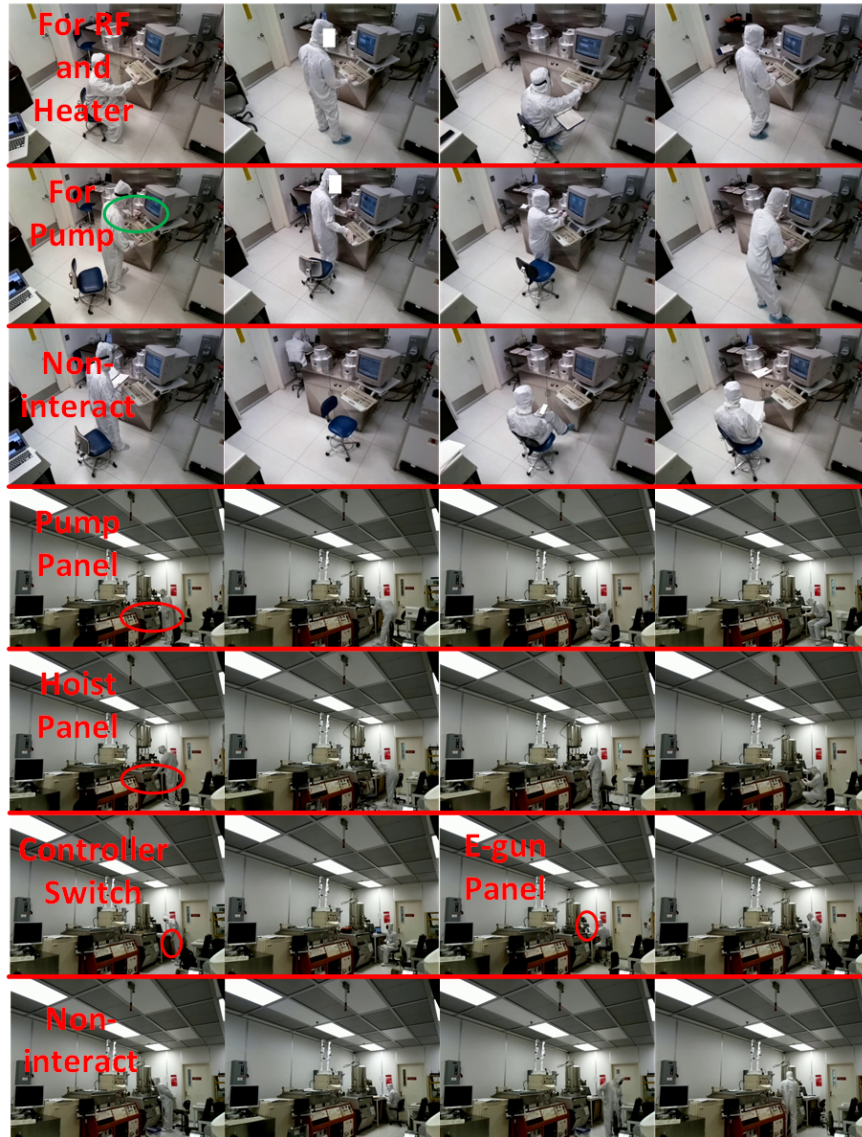 For RF
and
Heater
For
Pump
Non-
interact
Pump
Panel
Hoist
Panel
Controller
Switch
E-gun
Panel
Non-
interact